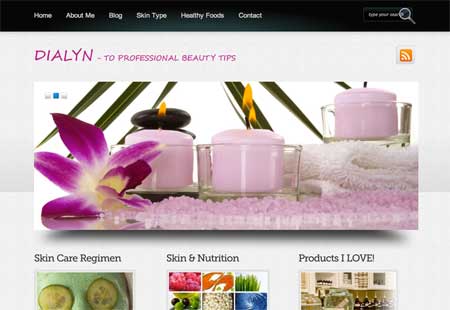 Home About Me Blog Skin Type Healthy Foods Contact
type your search
DIALYN - TO PROFESSIONAL BEAUTY TIPS
Skin Care Regimen Skin & Nutrition Products I LOVE!